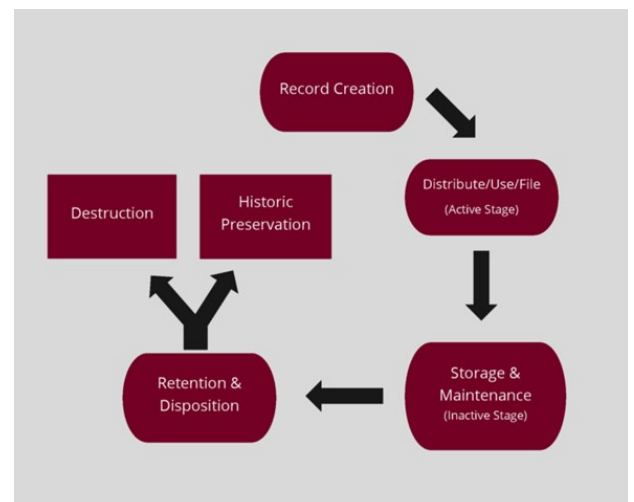 Record Creation
Distribute/Use/File
(Active Stage)
Storage &
Maintenance
(Inactive Stage)
Retention &
Disposition
Destruction
Historic
Preservation